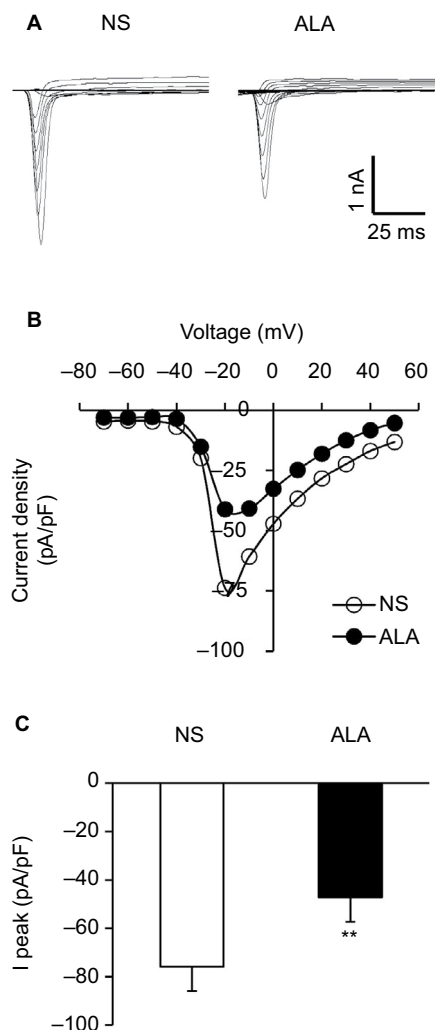 A
NS ALA
1 nA
25 ms
B
Voltage (mV)
–80 –60 –40 –20 0 20 40 60
0
–25
–50
–75
–100
Current density
(pA/pF)
NS
ALA
C
NS ALA
0
–20
–40
–60
–80
–100
I peak (pA/pF)
**